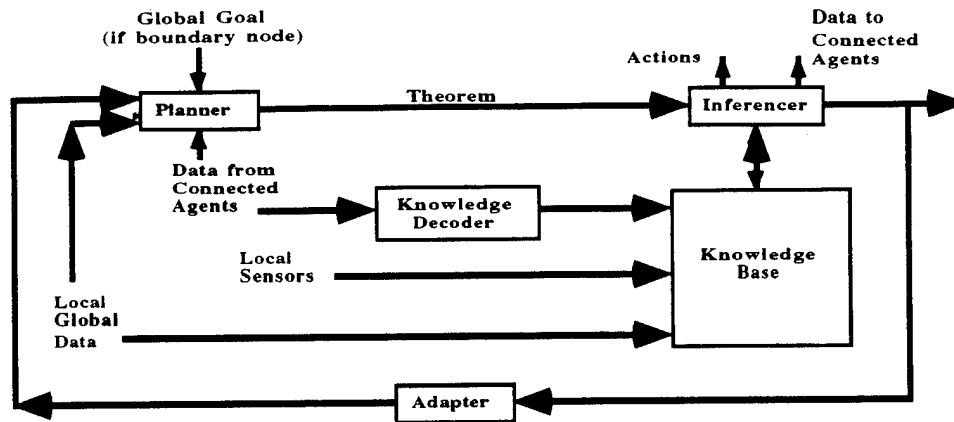 Global Goal
(if boundary node)
Data to
Connected
Agents
Actions
Planner
Theorem
Inferencer
Data from
Connected
Agents
Knowledge
Decoder
Knowledge
Base
Local
Sensors
Local
Global
Data
Adapter